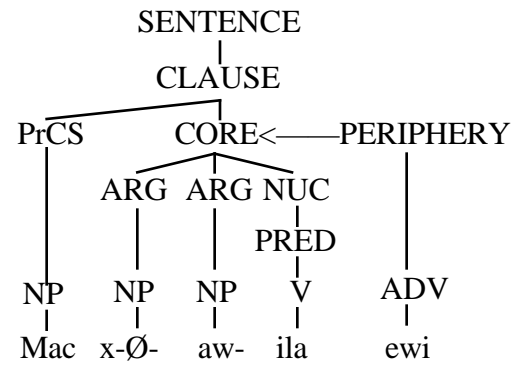 SENTENCE
CLAUSE
PrCS CORE<——PERIPHERY
ARG ARG NUC
PRED
NP NP NP V ADV
Mac x-Ø- aw- ila ewi